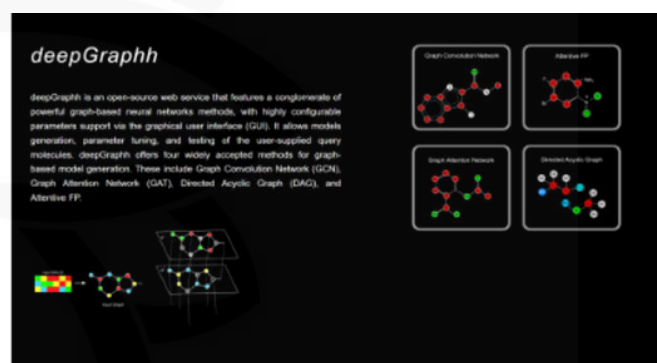 deepGraphh
deepGraphh is an open-source web service that features a conglomerate of
powerful graph-based neural networks methods, with highly configurable
parameters support via the graphical user interface (GUI). It allows models
generation, parameter tuning, and testing of the user-supplied query
molecules. deepGraphh offers four widely accepted methods for graph-
based model generation. These include Graph Convolution Network (GCN),
Graph Attention Network (GAT), Directed Acyclic Graph (DAG), and
Attentive FP.
Graph Convolution Network
Attentive FP
Graph Attention Network
Directed Acyclic Graph
Input Graph